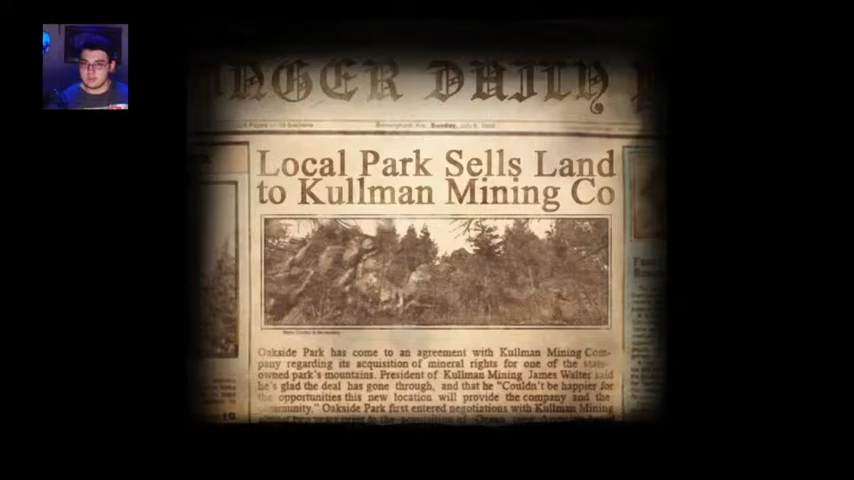 NGER DAILY
Sunday,
Local Park Sells Land
to Kullman Mining Co
Oakside Park has come to an agreement with Kullman Mining Com-
pany regarding its acquisition of mineral rights for one of the state-
owned park's mountains. President of Kullman Mining James Walter said
he's glad the deal has gone through, and that he "Couldn't be happier for
the opportunities this new location will provide the company and the
community." Oakside Park first entered negotiations with Kullman Mining